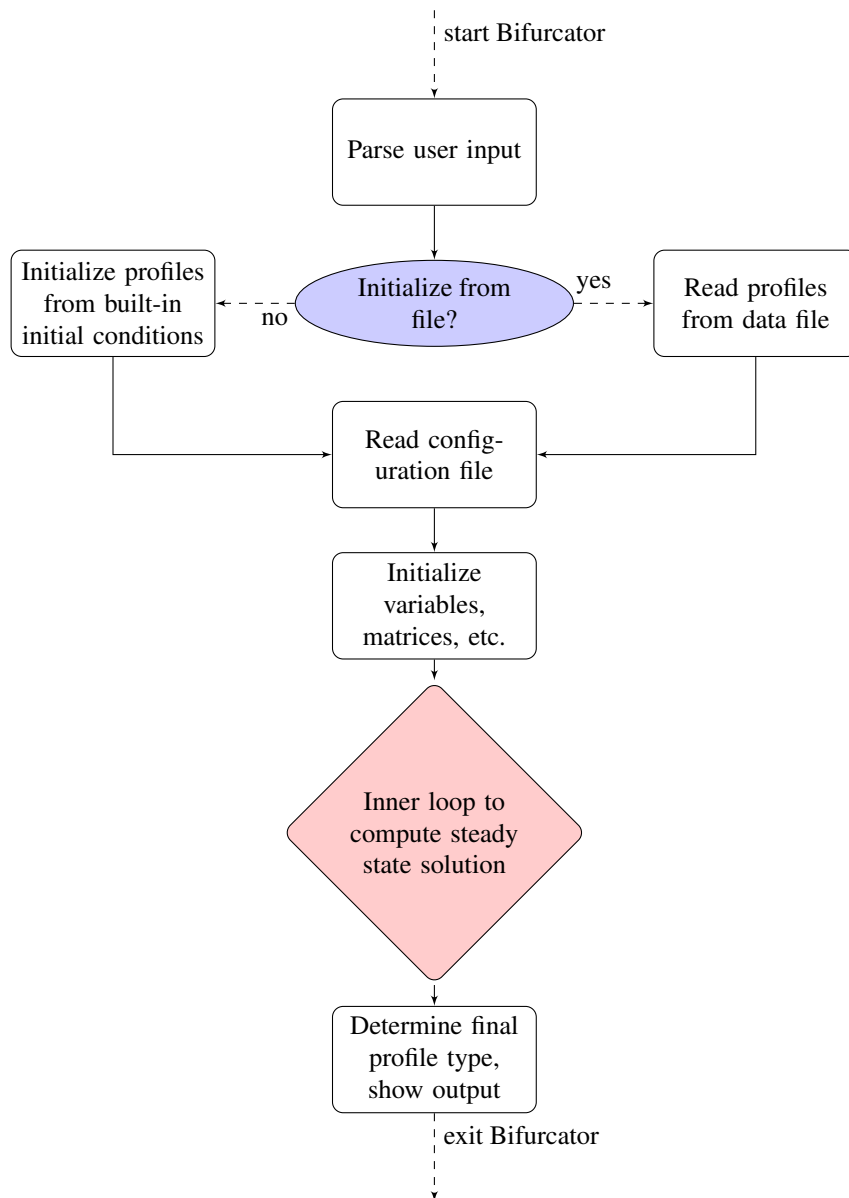 start Bifurcator
Parse user input
Initialize profiles
from built-in
initial conditions
no
Initialize from
file?
yes
Read profiles
from data file
Read config-
uration file
Initialize
variables,
matrices, etc.
Inner loop to
compute steady
state solution
Determine final
profile type,
show output
exit Bifurcator